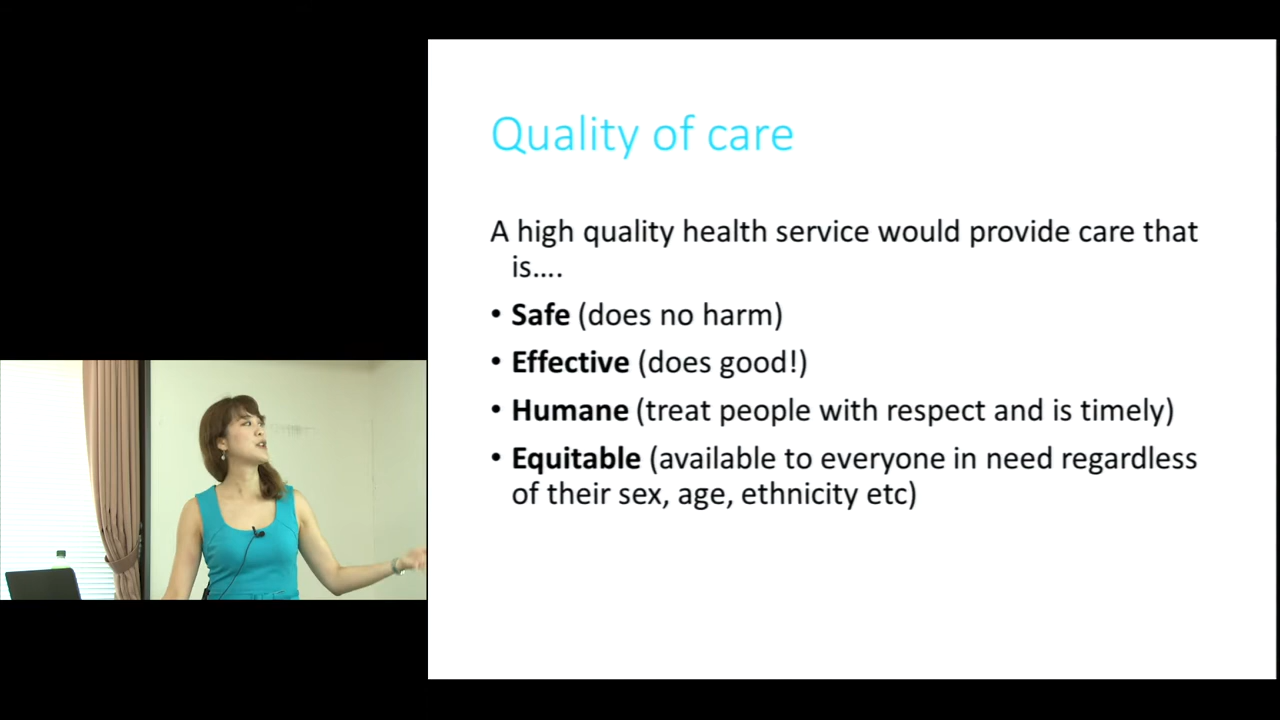 Quality of care
A high quality health service would provide care that
is….
• Safe (does no harm)
• Effective (does good!)
• Humane (treat people with respect and is timely)
• Equitable (available to everyone in need regardless
of their sex, age, ethnicity etc)